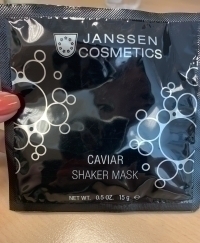 JANSSEN
COSMETICS
CAVIAR
SHAKER MASK
NET WT. 0.5 OZ. 15 g ℮